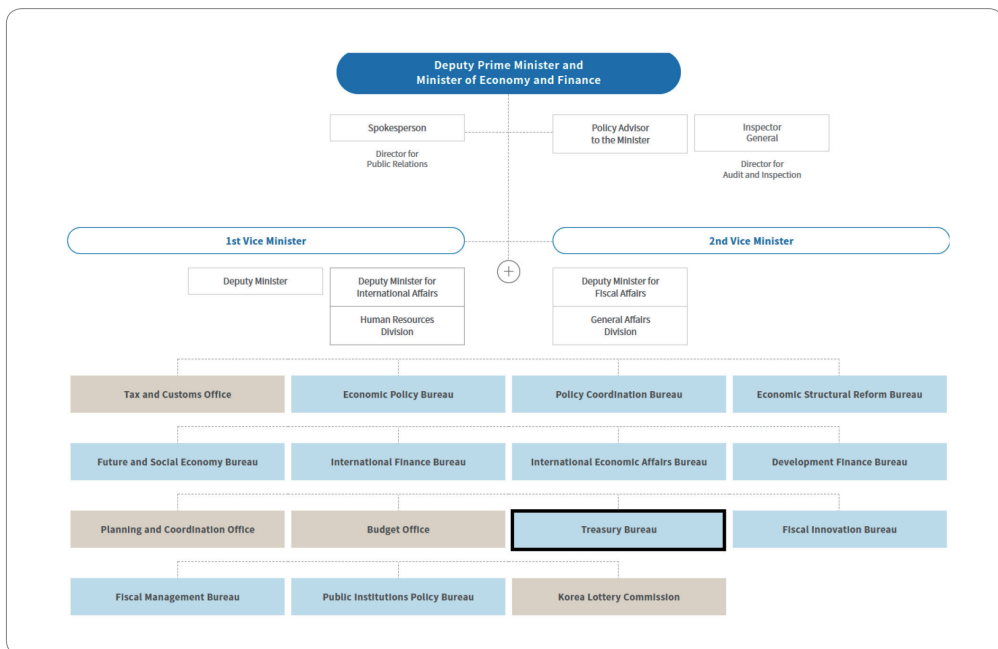 Deputy Prime Minister and
Minister of Economy and Finance
Spokesperson
Director for
Public Relations
Policy Advisor
to the Minister
Inspector
General
Director for
Audit and Inspection
1st Vice Minister
2nd Vice Minister
Deputy Minister
Deputy Minister for
International Affairs
Human Resources
Division
Deputy Minister for
Fiscal Affairs
General Affairs
Division
Tax and Customs Office
Economic Policy Bureau
Policy Coordination Bureau
Economic Structural Reform Bureau
Future and Social Economy Bureau
International Finance Bureau
International Economic Affairs Bureau
Development Finance Bureau
Planning and Coordination Office
Budget Office
Treasury Bureau
Fiscal Innovation Bureau
Fiscal Management Bureau
Public Institutions Policy Bureau
Korea Lottery Commission